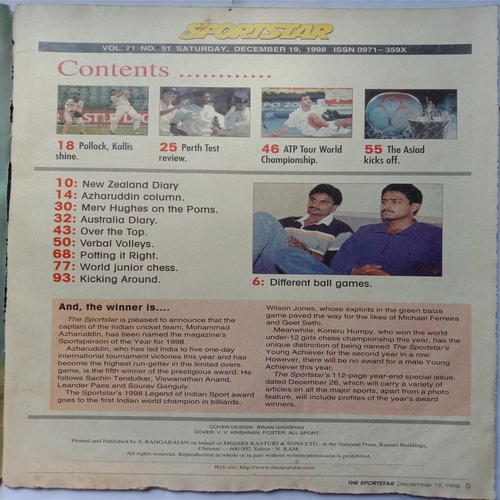 SPORTSTAR
VOL. 21 NO. 51 SATURDAY, DECEMBER 19, 1998 ISSN 0971-359X
Contents ............
18 Pollock, Kallis
shine.
25 Perth Test
review.
46 ATP Tour World
Championship.
55 The Asiad
kicks off.
10: New Zealand Diary
14: Azharuddin column.
30: Merv Hughes on the Poms.
32: Australia Diary.
43: Over the Top.
50: Verbal Volleys.
68: Potting it Right.
77: World junior chess.
93: Kicking Around.
6: Different ball games.
And, the winner is....
The Sportstar is pleased to announce that the
captain of the Indian cricket team, Mohammad
Azharuddin, has been named the magazine's
Sportsperson of the Year for 1998.
Azharuddin, who has led India to five one-day
international tournament victories this year and has
become the highest run-getter in the limited overs
game, is the fifth winner of the prestigious award. He
follows Sachin Tendulkar, Viswanathan Anand,
Leander Paes and Sourav Ganguly.
The Sportstar's 1998 Legend of Indian Sport award
goes to the first Indian world champion in billiards,
Wilson Jones, whose exploits in the green baize
game paved the way for the likes of Michael Ferreira
and Geet Sethi.
Meanwhile, Koneru Humpy, who won the world
under-12 girls chess championship this year, has the
unique distinction of being named The Sportstar's
Young Achiever for the second year in a row.
However, there will be no award for a male Young
Achiever this year.
The Sportstar's 112-page year-end special issue,
dated December 26, which will carry a variety of
articles on all the major sports, apart from a photo
feature, will include profiles of the year's award
winners.
COVER DESIGN: BRIAN GAUGHAN
COVER: V. V. KRISHNAN; POSTER: ALL SPORT.
Printed and Published by S. RANGARAJAN on behalf of MESSRS KASTURI & SONS LTD., at the National Press, Kasturi Buildings,
Chennai — 600 002. Editor: N. RAM.
All rights reserved. Reproduction in whole or in part without written permission is prohibited.
Web site: http://www.thesportstar.com
THE SPORTSTAR December 19, 1998 5